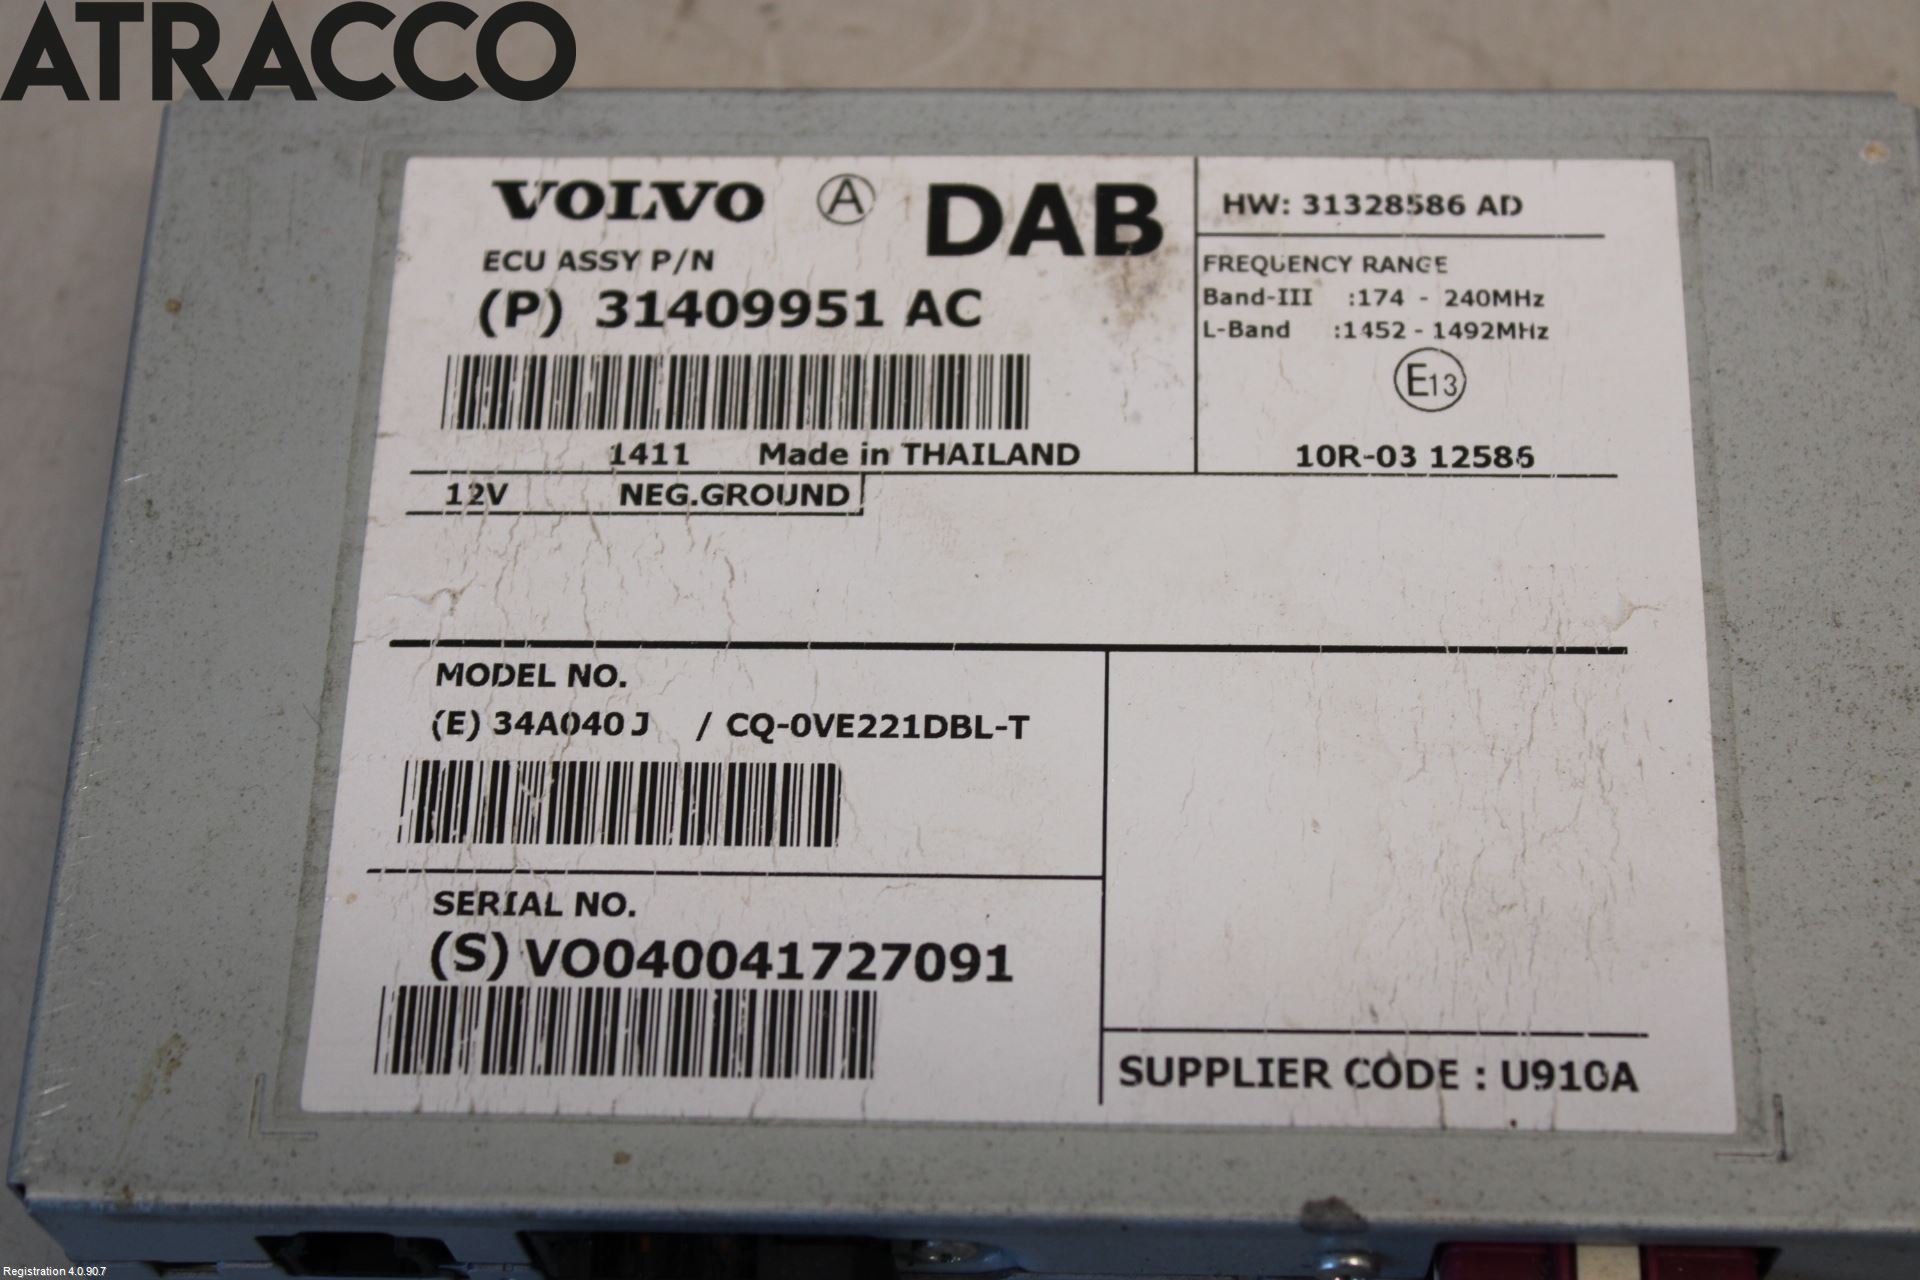 ATRACCO
VOLVO A DAB
ECU ASSY P/N
(P) 31409951 AC
1411 Made in THAILAND
12V NEG.GROUND
HW: 31328586 AD
FREQUENCY RANGE
Band-III :174 - 240MHz
L-Band :1452 - 1492MHz
E13
10R-03 12586
MODEL NO.
(E) 34A040 J / CQ-0VE221DBL-T
SERIAL NO.
(S) VO040041727091
SUPPLIER CODE : U910A
Registration 4.0.90.7